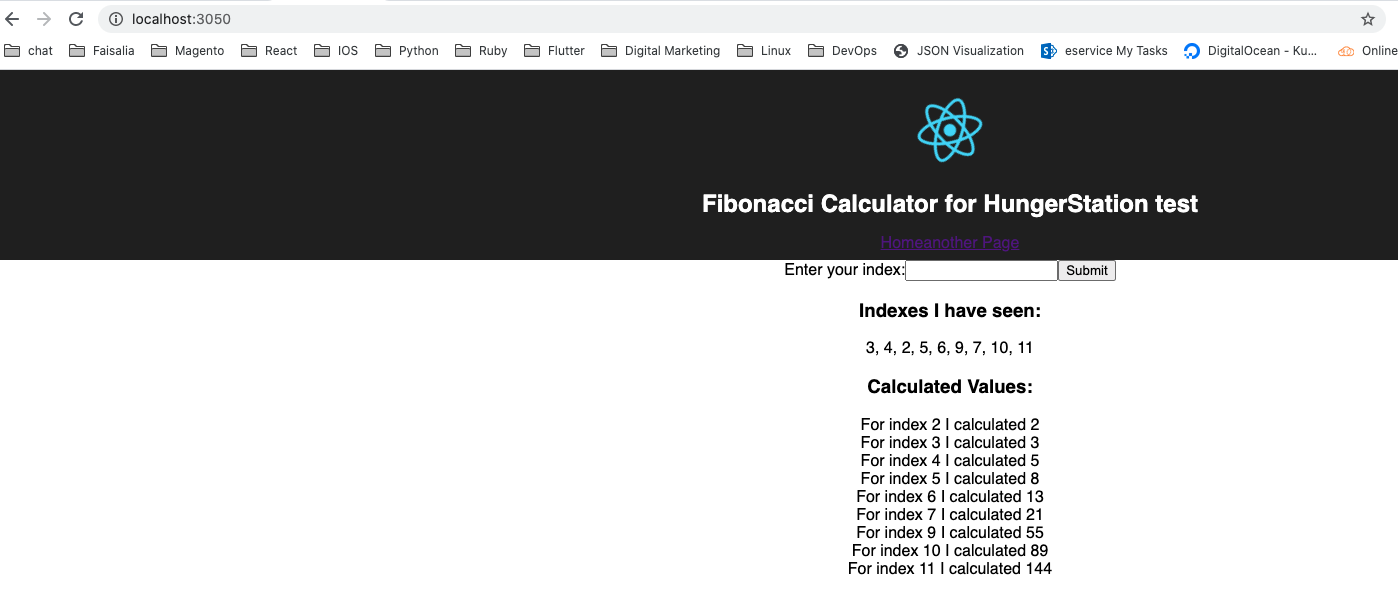 localhost:3050
chat Faisalia Magento React IOS Python Ruby Flutter Digital Marketing Linux DevOps JSON Visualization eservice My Tasks DigitalOcean - Ku... Online
Fibonacci Calculator for HungerStation test
Homeanother Page
Enter your index: Submit
Indexes I have seen:
3, 4, 2, 5, 6, 9, 7, 10, 11
Calculated Values:
For index 2 I calculated 2
For index 3 I calculated 3
For index 4 I calculated 5
For index 5 I calculated 8
For index 6 I calculated 13
For index 7 I calculated 21
For index 9 I calculated 55
For index 10 I calculated 89
For index 11 I calculated 144